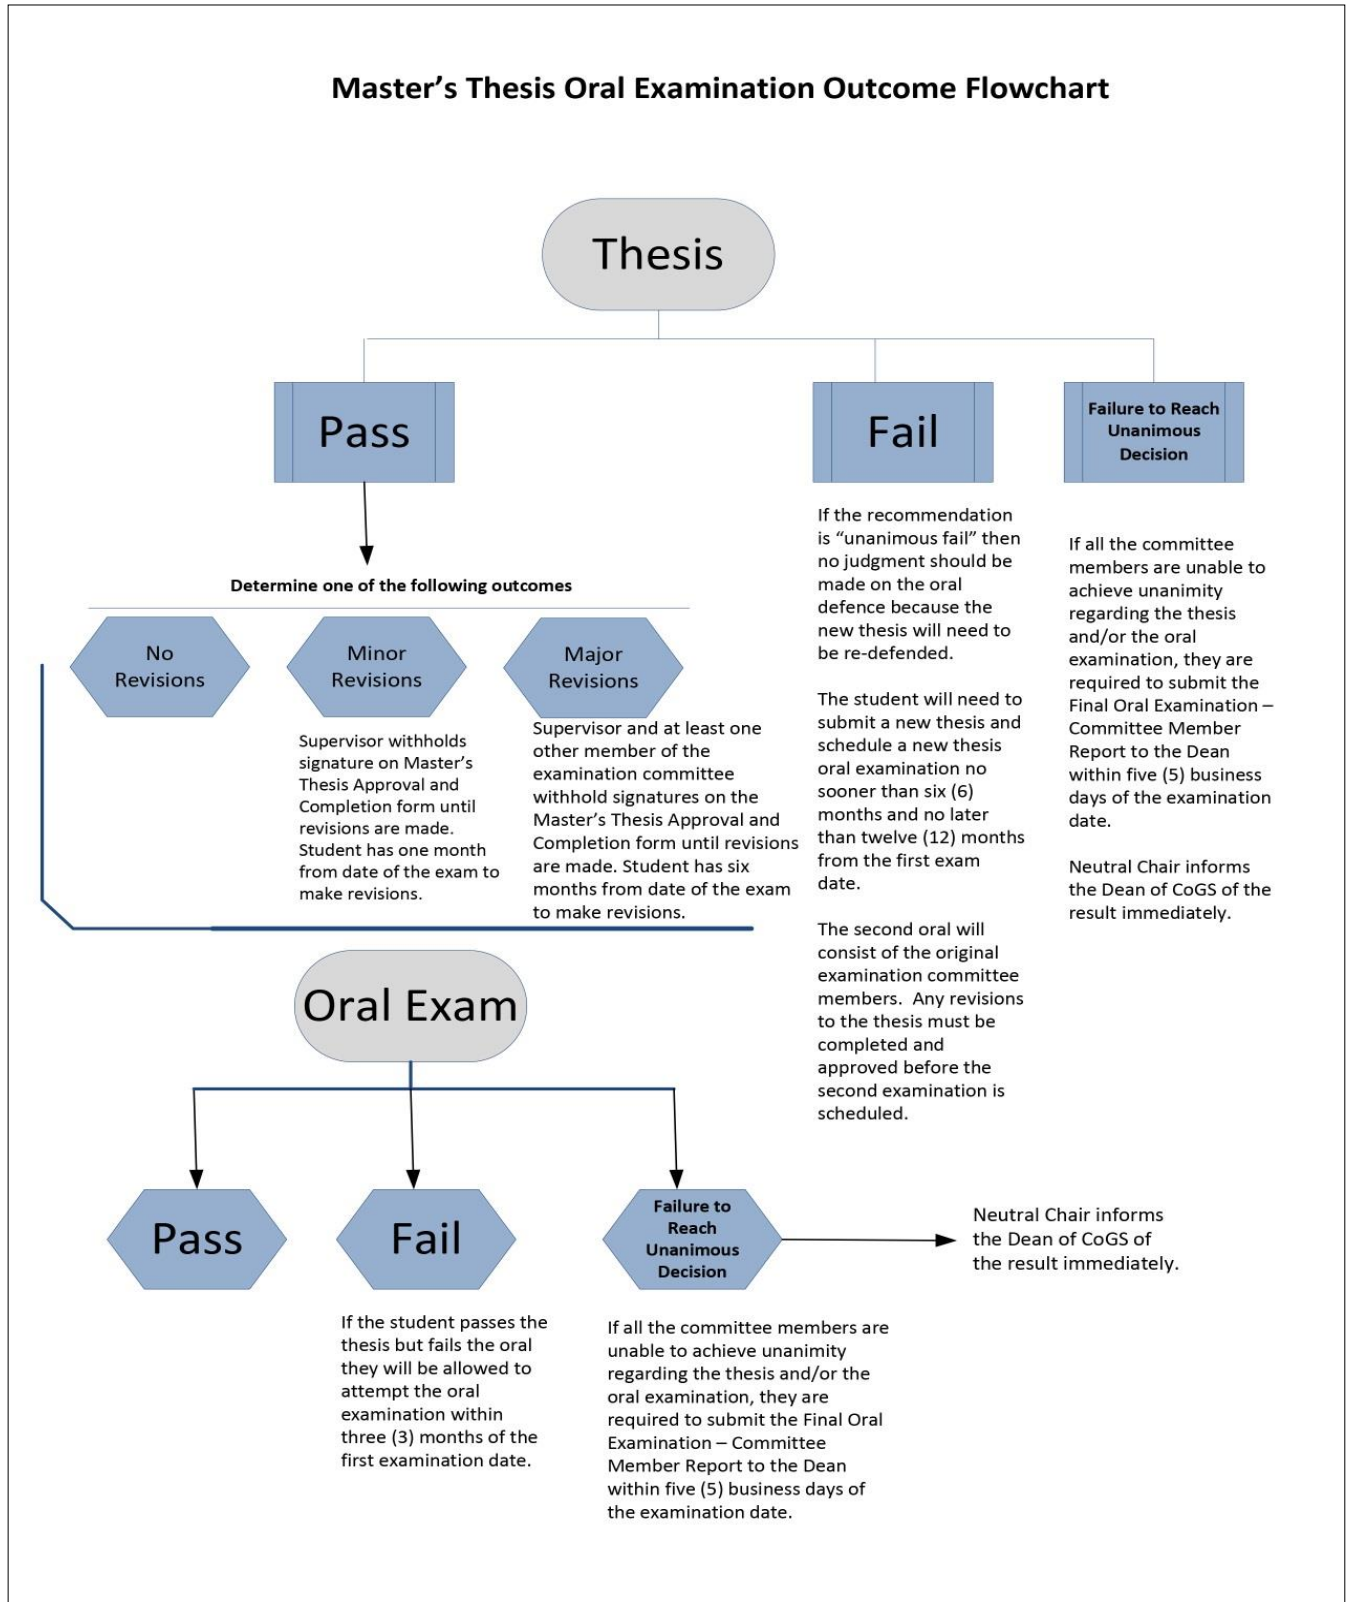 Master's Thesis Oral Examination Outcome Flowchart
Thesis
Pass
Fail
Failure to Reach
Unanimous
Decision
Determine one of the following outcomes
No
Revisions
Minor
Revisions
Supervisor withholds
signature on Master's
Thesis Approval and
Completion form until
revisions are made.
Student has one month
from date of the exam to
make revisions.
Major
Revisions
Supervisor and at least one
other member of the
examination committee
withhold signatures on the
Master's Thesis Approval and
Completion form until revisions
are made. Student has six
months from date of the exam
to make revisions.
If the recommendation
is “unanimous fail” then
no judgment should be
made on the oral
defence because the
new thesis will need to
be re-defended.
The student will need to
submit a new thesis and
schedule a new thesis
oral examination no
sooner than six (6)
months and no later
than twelve (12) months
from the first exam
date.
The second oral will
consist of the original
examination committee
members.  Any revisions
to the thesis must be
completed and
approved before the
second examination is
scheduled.
If all the committee
members are unable to
achieve unanimity
regarding the thesis
and/or the oral
examination, they are
required to submit the
Final Oral Examination –
Committee Member
Report to the Dean
within five (5) business
days of the examination
date.
Neutral Chair informs
the Dean of CoGS of the
result immediately.
Oral Exam
Pass
Fail
If the student passes the
thesis but fails the oral
they will be allowed to
attempt the oral
examination within
three (3) months of the
first examination date.
Failure to
Reach
Unanimous
Decision
If all the committee members are
unable to achieve unanimity
regarding the thesis and/or the
oral examination, they are
required to submit the Final Oral
Examination – Committee
Member Report to the Dean
within five (5) business days of
the examination date.
Neutral Chair informs
the Dean of CoGS of
the result immediately.